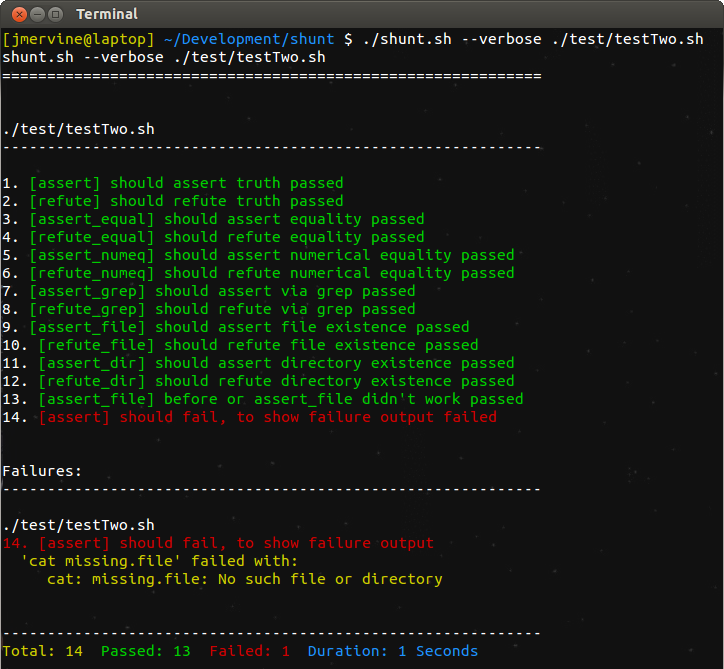 Terminal
[jmervine@laptop] ~/Development/shunt $ ./shunt.sh --verbose ./test/testTwo.sh
shunt.sh --verbose ./test/testTwo.sh
============================================================
./test/testTwo.sh
------------------------------------------------------------
1. [assert] should assert truth passed
2. [refute] should refute truth passed
3. [assert_equal] should assert equality passed
4. [refute_equal] should refute equality passed
5. [assert_numeq] should assert numerical equality passed
6. [refute_numeq] should refute numerical equality passed
7. [assert_grep] should assert via grep passed
8. [refute_grep] should refute via grep passed
9. [assert_file] should assert file existence passed
10. [refute_file] should refute file existence passed
11. [assert_dir] should assert directory existence passed
12. [refute_dir] should refute directory existence passed
13. [assert_file] before or assert_file didn't work passed
14. [assert] should fail, to show failure output failed
Failures:
------------------------------------------------------------
./test/testTwo.sh
14. [assert] should fail, to show failure output
'cat missing.file' failed with:
cat: missing.file: No such file or directory
------------------------------------------------------------
Total: 14  Passed: 13  Failed: 1  Duration: 1 Seconds